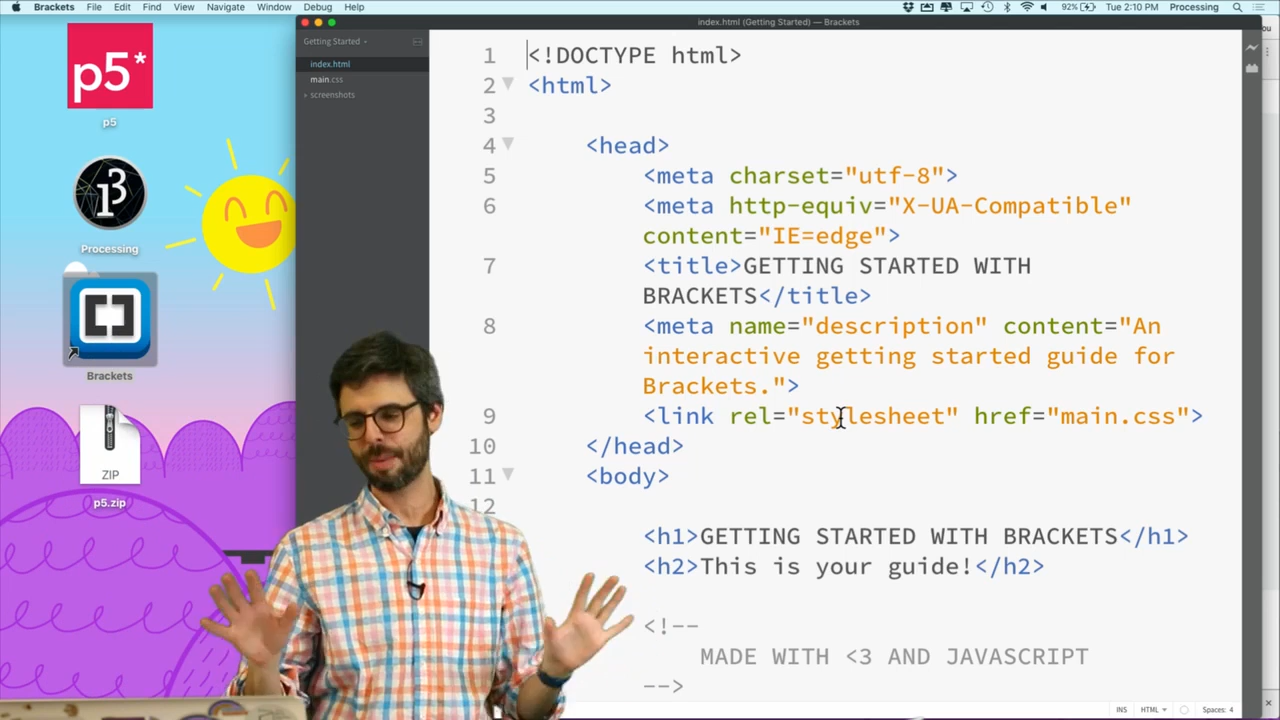 Brackets File Edit Find View Navigate Window Debug Help
92% Tue 2:10 PM Processing
index.html (Getting Started) — Brackets
Getting Started
index.html
main.css
screenshots
p5*
p5
Processing
Brackets
ZIP
p5.zip
1 <!DOCTYPE html>
2 <html>
3
4 <head>
5 <meta charset="utf-8">
6 <meta http-equiv="X-UA-Compatible"
content="IE=edge">
7 <title>GETTING STARTED WITH
BRACKETS</title>
8 <meta name="description" content="An
interactive getting started guide for
Brackets.">
9 <link rel="stylesheet" href="main.css">
10 </head>
11 <body>
12
<h1>GETTING STARTED WITH BRACKETS</h1>
<h2>This is your guide!</h2>
<!--
MADE WITH <3 AND JAVASCRIPT
-->
INS HTML Spaces: 4